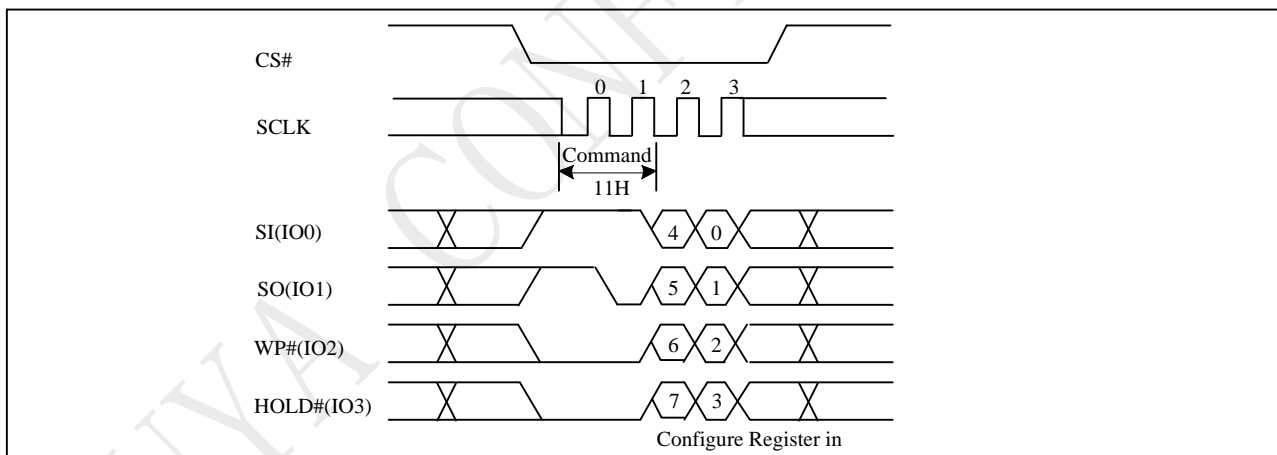 CS#
0 1 2 3
SCLK
Command
11H
SI(IO0) 4 0
SO(IO1) 5 1
WP#(IO2) 6 2
HOLD#(IO3) 7 3
Configure Register in